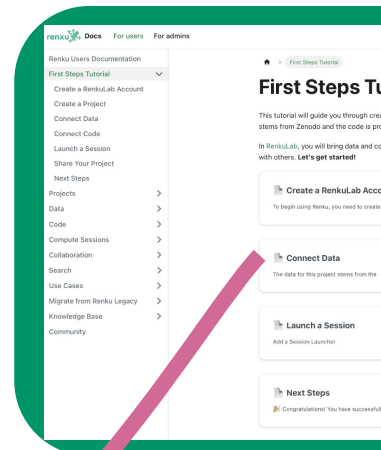 renku Docs For users For admins
Renku Users Documentation
First Steps Tutorial
Create a RenkuLab Account
Create a Project
Connect Data
Connect Code
Launch a Session
Share Your Project
Next Steps
Projects
Data
Code
Compute Sessions
Collaboration
Search
Use Cases
Migrate from Renku Legacy
Knowledge Base
Community
First Steps Tutorial
First Steps
This tutorial will guide you through
stems from Zenodo and the code is
In RenkuLab, you will bring data and
with others. Let's get started!
Create a RenkuLab
To begin using Renku, you need to create
Connect Data
The data for this project stems from the
Launch a Session
Add a Session Launcher
Next Steps
🎉 Congratulations! You have